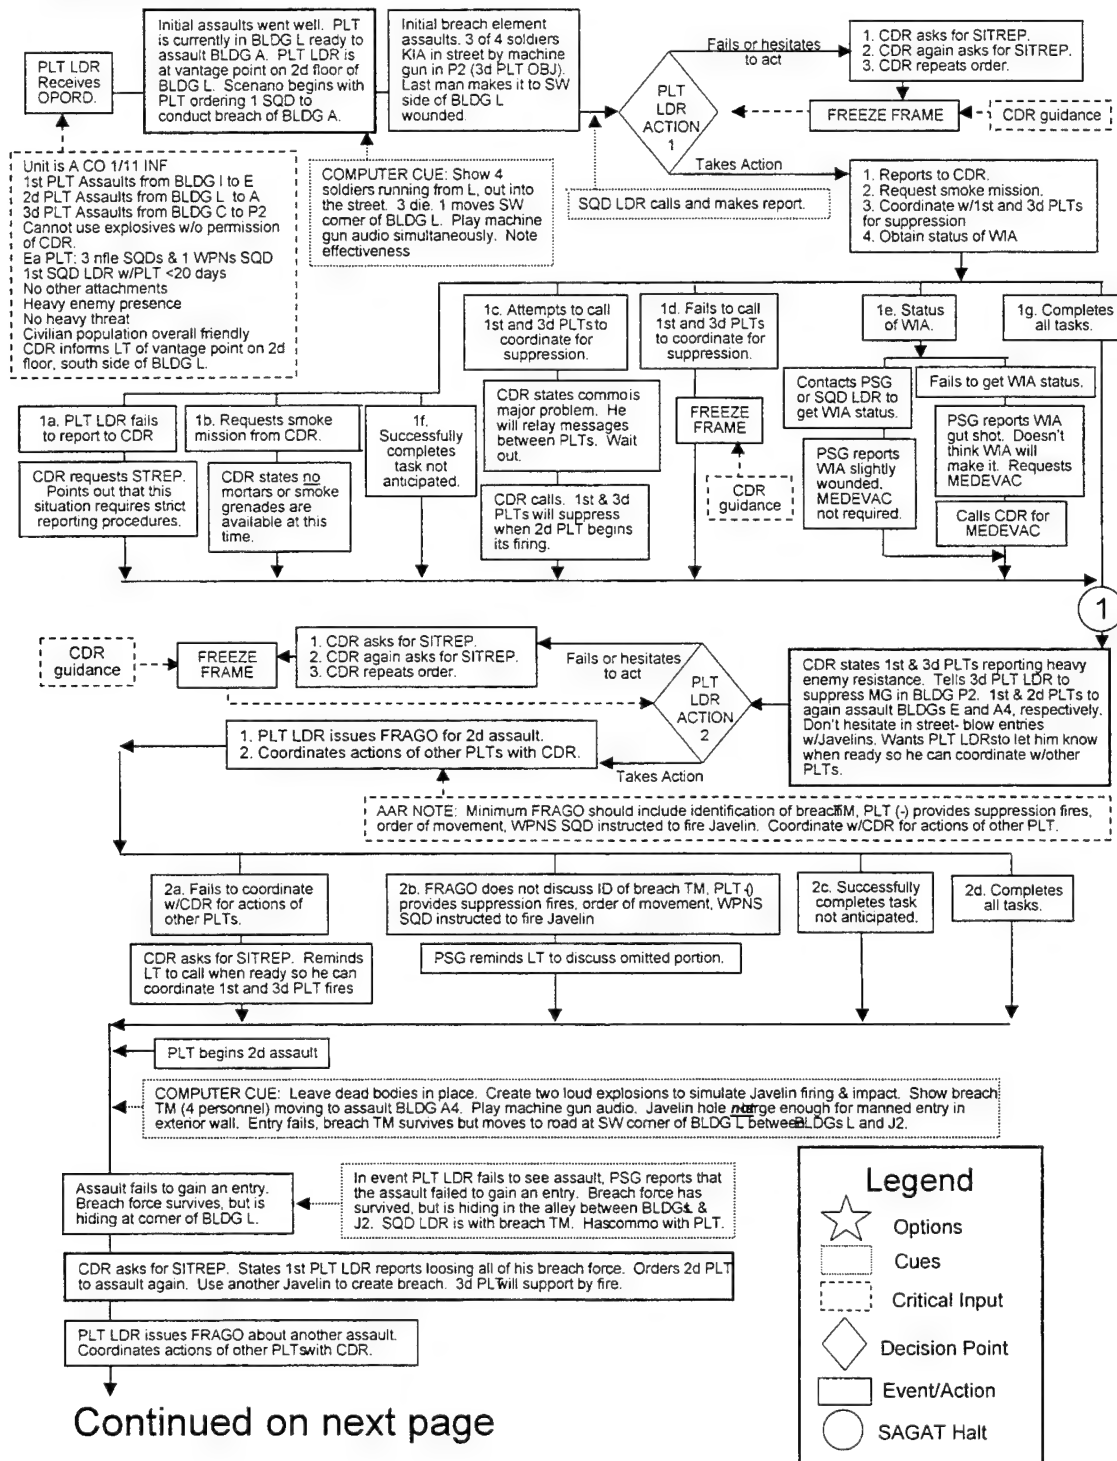 PLT LDR
Receives
OPORD.
Initial assaults went well. PLT
is currently in BLDG L ready to
assault BLDG A. PLT LDR is
at vantage point on 2d floor of
BLDG L. Scenano begins with
PLT ordering 1 SQD to
conduct breach of BLDG A.
Initial breach element
assaults. 3 of 4 soldiers
KIA in street by machine
gun in P2 (3d PLT OBJ).
Last man makes it to SW
side of BLDG L
wounded.
PLT
LDR
ACTION
1
Fails or hesitates
to act
1. CDR asks for SITREP.
2. CDR again asks for SITREP.
3. CDR repeats order.
FREEZE FRAME
CDR guidance
Takes Action
1. Reports to CDR.
2. Request smoke mission.
3. Coordinate w/1st and 3d PLTs
for suppression
4. Obtain status of WIA
Unit is A CO 1/11 INF
1st PLT Assaults from BLDG I to E
2d PLT Assaults from BLDG L to A
3d PLT Assaults from BLDG C to P2
Cannot use explosives w/o permission
of CDR.
Ea PLT: 3 nfle SQDs & 1 WPNs SQD
1st SQD LDR w/PLT <20 days
No other attachments
Heavy enemy presence
No heavy threat
Civilian population overall friendly
CDR informs LT of vantage point on 2d
floor, south side of BLDG L.
COMPUTER CUE: Show 4
soldiers running from L, out into
the street. 3 die. 1 moves SW
corner of BLDG L. Play machine
gun audio simultaneously. Note
effectiveness
SQD LDR calls and makes report.
1a. PLT LDR fails
to report to CDR
CDR requests STREP.
Points out that this
situation requires strict
reporting procedures.
1b. Requests smoke
mission from CDR.
CDR states no
mortars or smoke
grenades are
available at this
time.
1f.
Successfully
completes
task not
anticipated.
1c. Attempts to call
1st and 3d PLTs to
coordinate for
suppression.
CDR states commo is
major problem. He
will relay messages
between PLTs. Wait
out.
CDR calls. 1st & 3d
PLTs will suppress
when 2d PLT begins
its firing.
1d. Fails to call
1st and 3d PLTs
to coordinate for
suppression.
FREEZE
FRAME
CDR
guidance
1e. Status
of WIA.
Contacts PSG
or SQD LDR to
get WIA status.
PSG reports
WIA slightly
wounded.
MEDEVAC
not required.
Fails to get WIA status.
PSG reports WIA
gut shot. Doesn't
think WIA will
make it. Requests
MEDEVAC
Calls CDR for
MEDEVAC
1g. Completes
all tasks.
1
CDR states 1st & 3d PLTs reporting heavy
enemy resistance. Tells 3d PLT LDR to
suppress MG in BLDG P2. 1st & 2d PLTs to
again assault BLDGs E and A4, respectively.
Don't hesitate in street- blow entries
w/Javelins. Wants PLT LDRsto let him know
when ready so he can coordinate w/other
PLTs.
PLT
LDR
ACTION
2
Fails or hesitates
to act
1. CDR asks for SITREP.
2. CDR again asks for SITREP.
3. CDR repeats order.
FREEZE
FRAME
CDR
guidance
Takes Action
1. PLT LDR issues FRAGO for 2d assault.
2. Coordinates actions of other PLTs with CDR.
AAR NOTE: Minimum FRAGO should include identification of breach TM, PLT (-) provides suppression fires,
order of movement, WPNS SQD instructed to fire Javelin. Coordinate w/CDR for actions of other PLT.
2a. Fails to coordinate
w/CDR for actions of
other PLTs.
CDR asks for SITREP. Reminds
LT to call when ready so he can
coordinate 1st and 3d PLT fires
2b. FRAGO does not discuss ID of breach TM, PLT (-)
provides suppression fires, order of movement, WPNS
SQD instructed to fire Javelin
PSG reminds LT to discuss omitted portion.
2c. Successfully
completes task
not anticipated.
2d. Completes
all tasks.
PLT begins 2d assault
COMPUTER CUE: Leave dead bodies in place. Create two loud explosions to simulate Javelin firing & impact. Show breach
TM (4 personnel) moving to assault BLDG A4. Play machine gun audio. Javelin hole not large enough for manned entry in
exterior wall. Entry fails, breach TM survives but moves to road at SW corner of BLDG L between BLDGs L and J2.
Assault fails to gain an entry.
Breach force survives, but is
hiding at corner of BLDG L.
In event PLT LDR fails to see assault, PSG reports that
the assault failed to gain an entry. Breach force has
survived, but is hiding in the alley between BLDGs L &
J2. SQD LDR is with breach TM. Has commo with PLT.
CDR asks for SITREP. States 1st PLT LDR reports loosing all of his breach force. Orders 2d PLT
to assault again. Use another Javelin to create breach. 3d PLT will support by fire.
PLT LDR issues FRAGO about another assault.
Coordinates actions of other PLTs with CDR.
Continued on next page
Legend
Options
Cues
Critical Input
Decision Point
Event/Action
SAGAT Halt